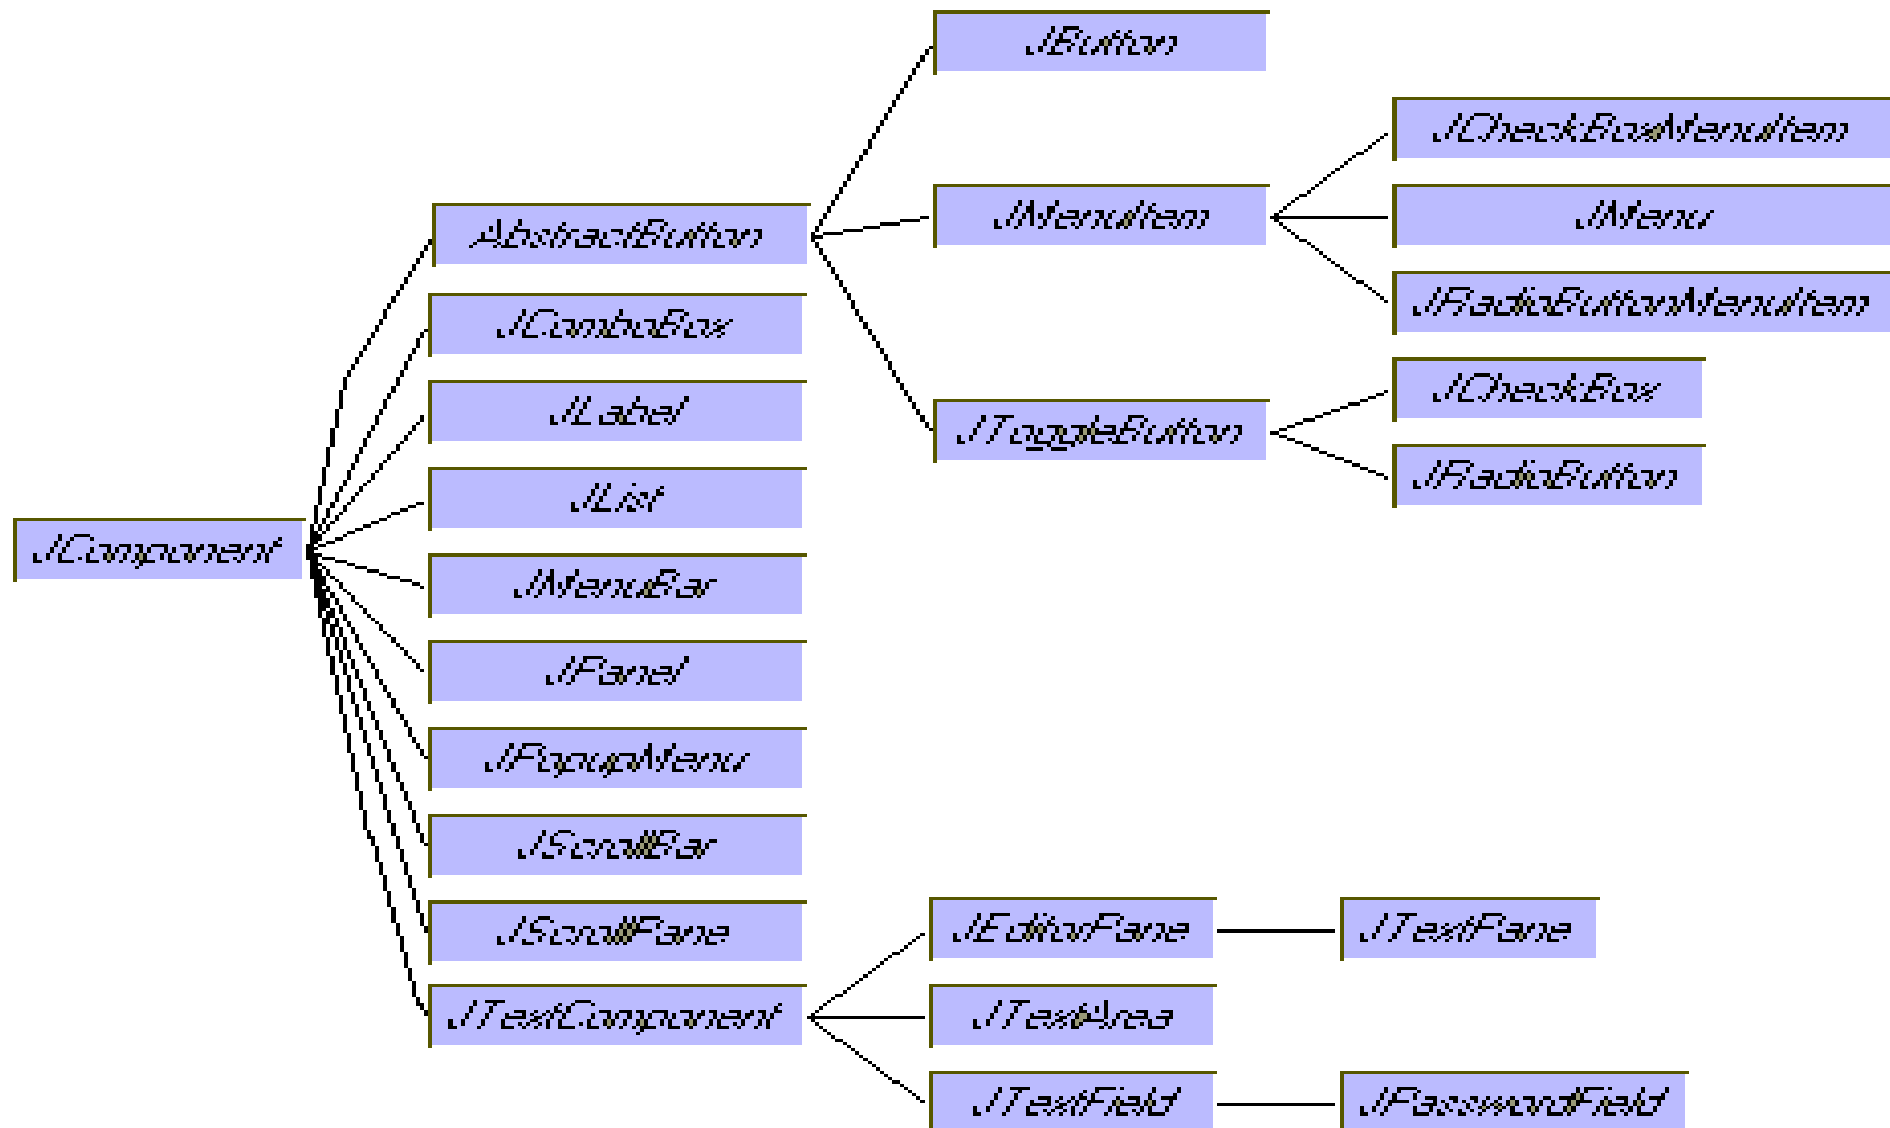 JButton
JCheckBoxMenuItem
JMenuItem
JMenu
AbstractButton
JRadioButtonMenuItem
JComboBox
JCheckBox
JLabel
JToggleButton
JRadioButton
JList
JComponent
JMenuBar
JPanel
JPopupMenu
JScrollBar
JScrollPane
JEditorPane
JTextPane
JTextComponent
JTextArea
JTextField
JPasswordField